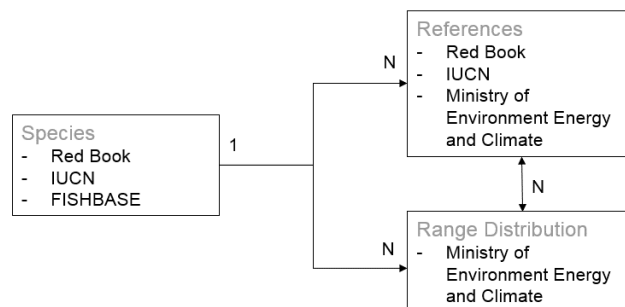 References
- Red Book
- IUCN
- Ministry of
Environment Energy
and Climate
N
Species
- Red Book
- IUCN
- FISHBASE
1
N
N
Range Distribution
- Ministry of
Environment Energy
and Climate